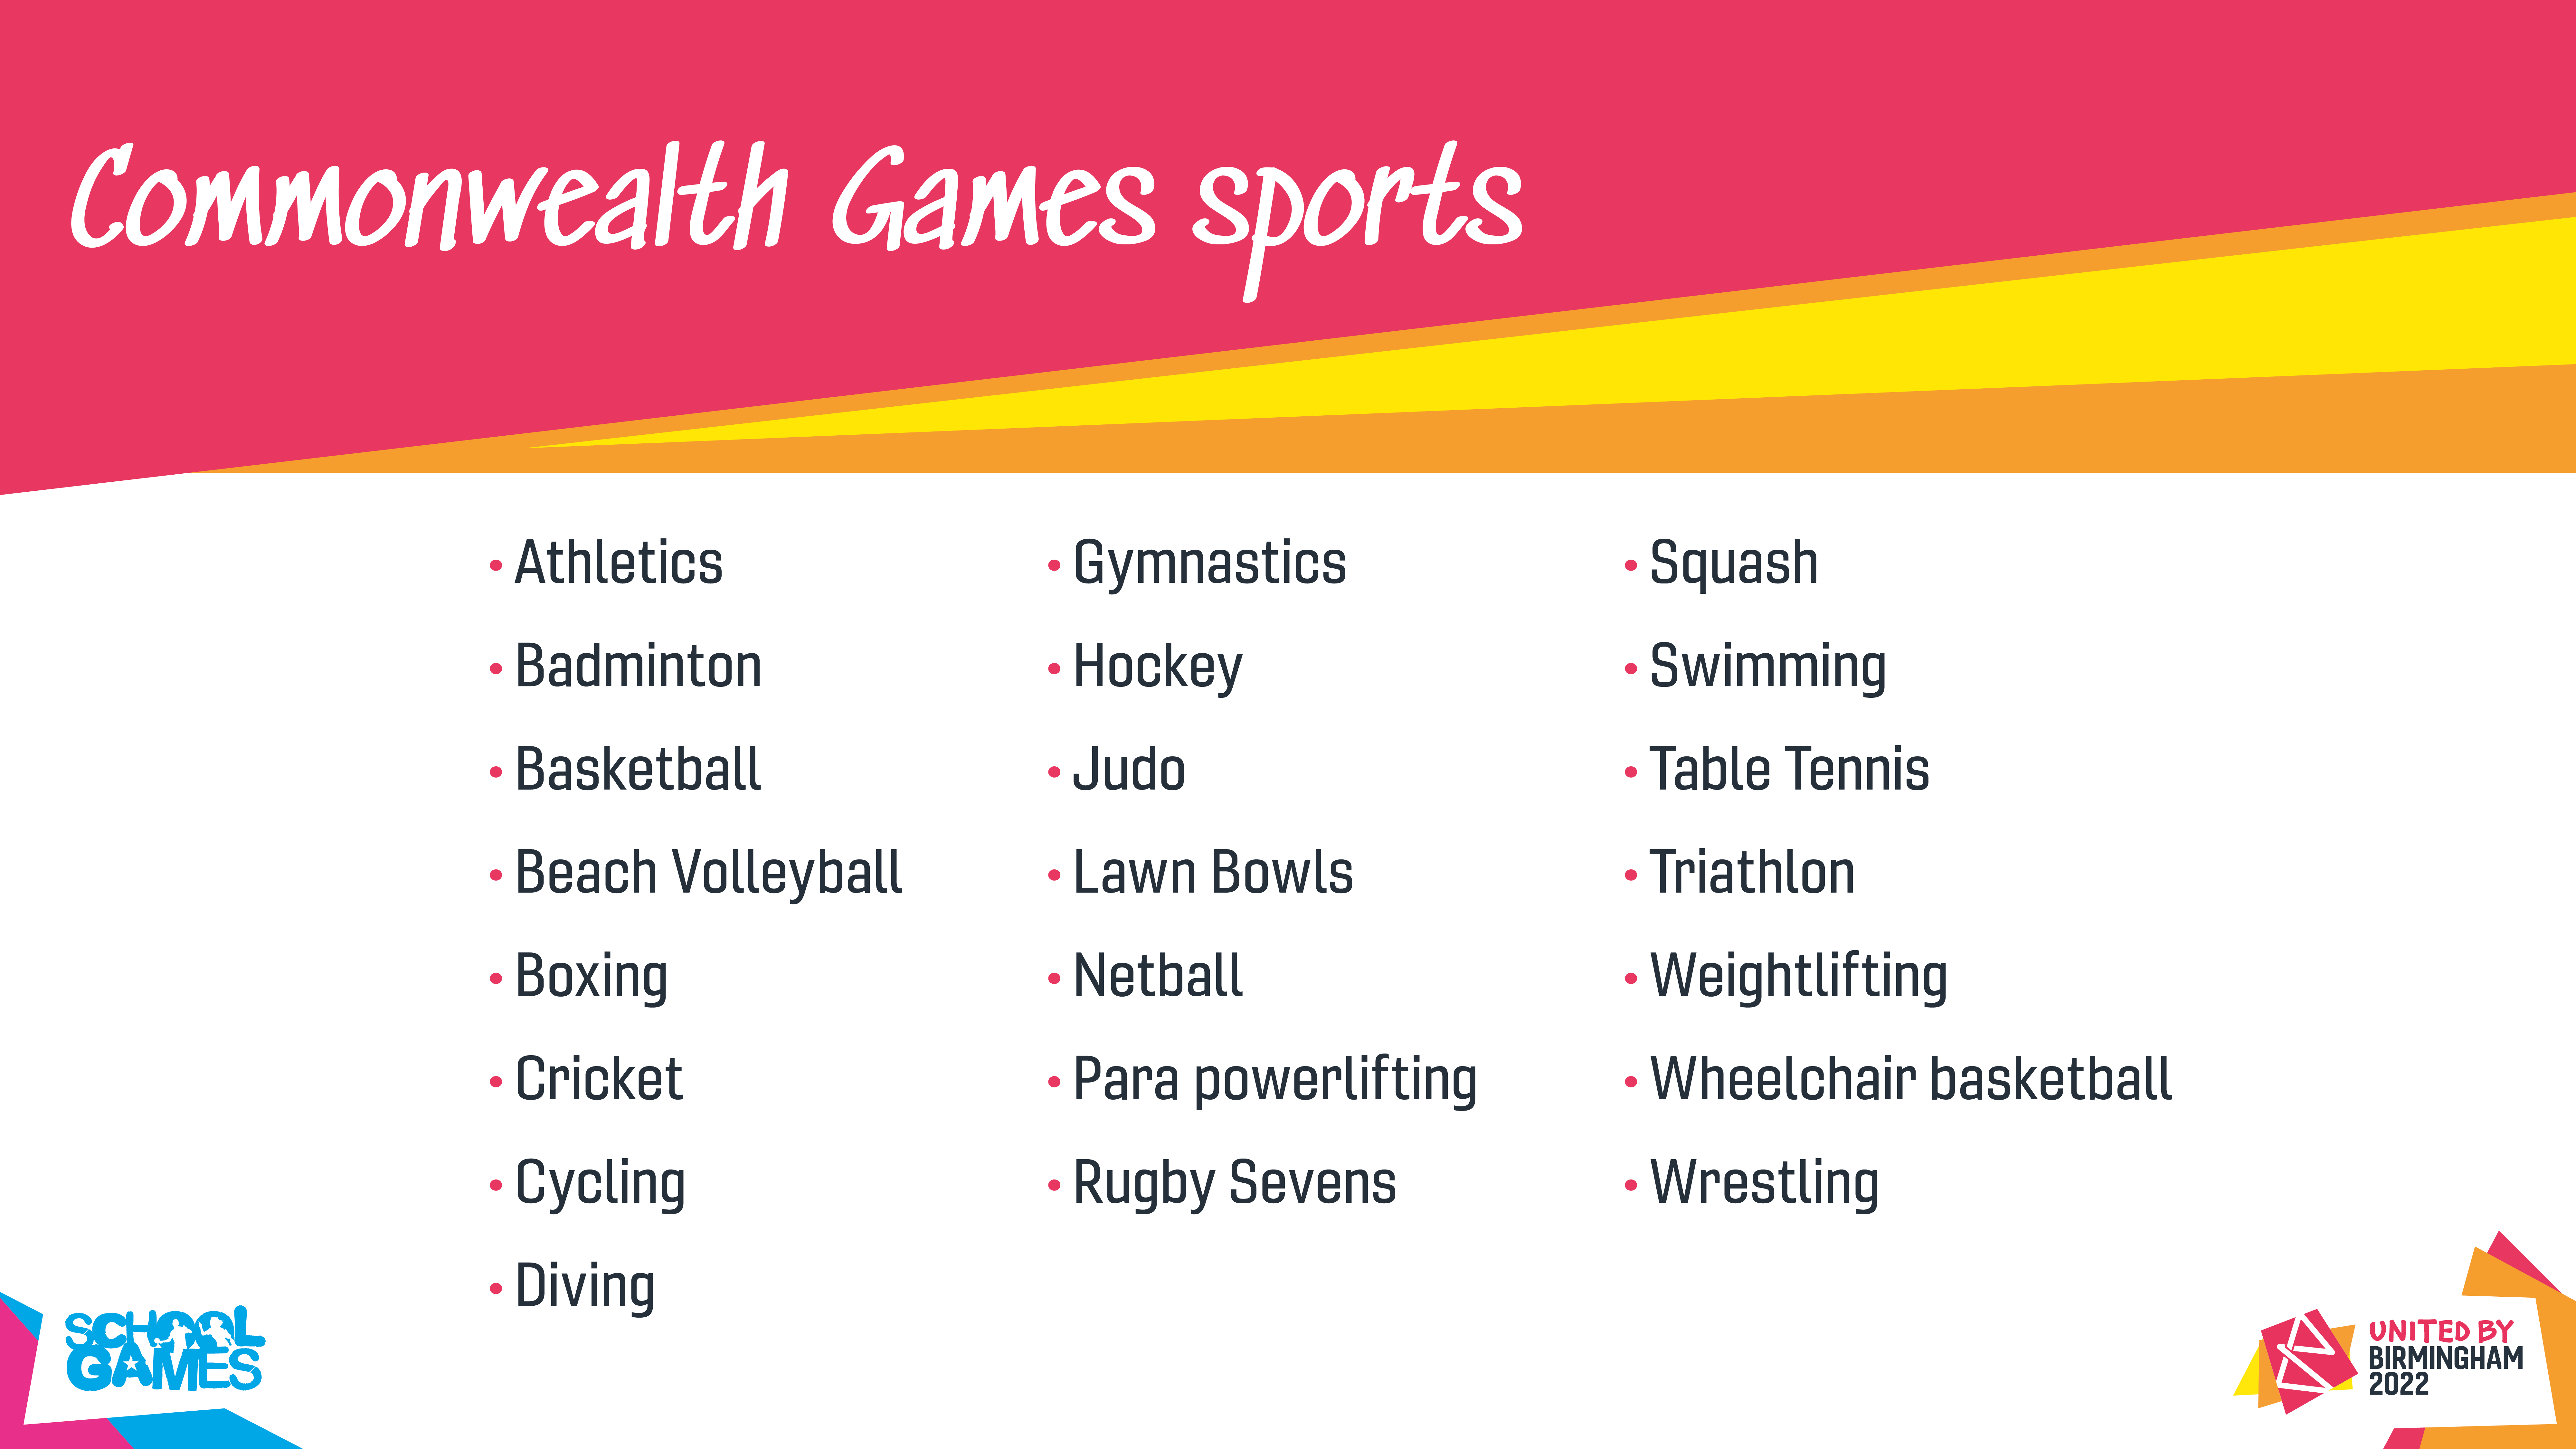 Commonwealth Games sports
• Athletics
• Badminton
• Basketball
• Beach Volleyball
• Boxing
• Cricket
• Cycling
• Diving
• Gymnastics
• Hockey
• Judo
• Lawn Bowls
• Netball
• Para powerlifting
• Rugby Sevens
• Squash
• Swimming
• Table Tennis
• Triathlon
• Weightlifting
• Wheelchair basketball
• Wrestling
SCHOOL
GAMES
UNITED BY
BIRMINGHAM
2022